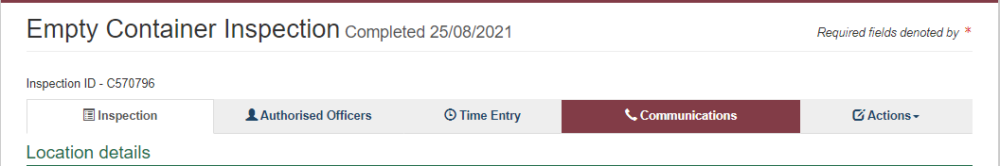 Empty Container Inspection Completed 25/08/2021
Required fields denoted by *
Inspection ID - C570796
Inspection Authorised Officers Time Entry Communications Actions
Location details